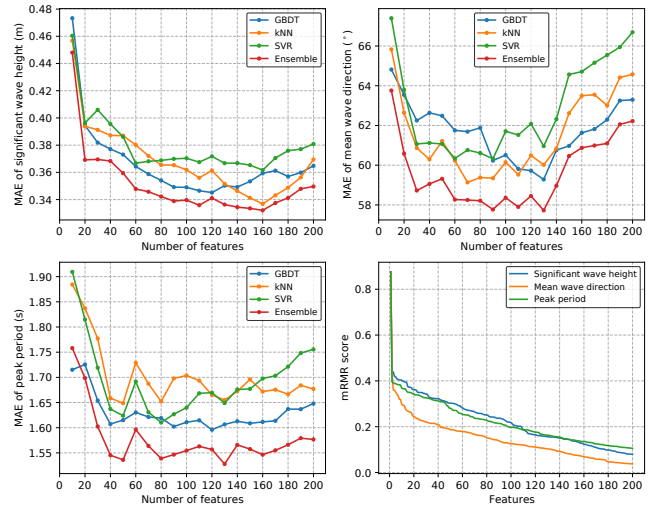 MAE of significant wave height (m)
0.48
0.46
0.44
0.42
0.40
0.38
0.36
0.34
0 20 40 60 80 100 120 140 160 180 200
Number of features
GBDT
kNN
SVR
Ensemble
MAE of mean wave direction (°)
66
64
62
60
58
0 20 40 60 80 100 120 140 160 180 200
Number of features
GBDT
kNN
SVR
Ensemble
MAE of peak period (s)
1.90
1.85
1.80
1.75
1.70
1.65
1.60
1.55
0 20 40 60 80 100 120 140 160 180 200
Number of features
GBDT
kNN
SVR
Ensemble
mRMR score
0.8
0.6
0.4
0.2
0.0
0 20 40 60 80 100 120 140 160 180 200
Features
Significant wave height
Mean wave direction
Peak period